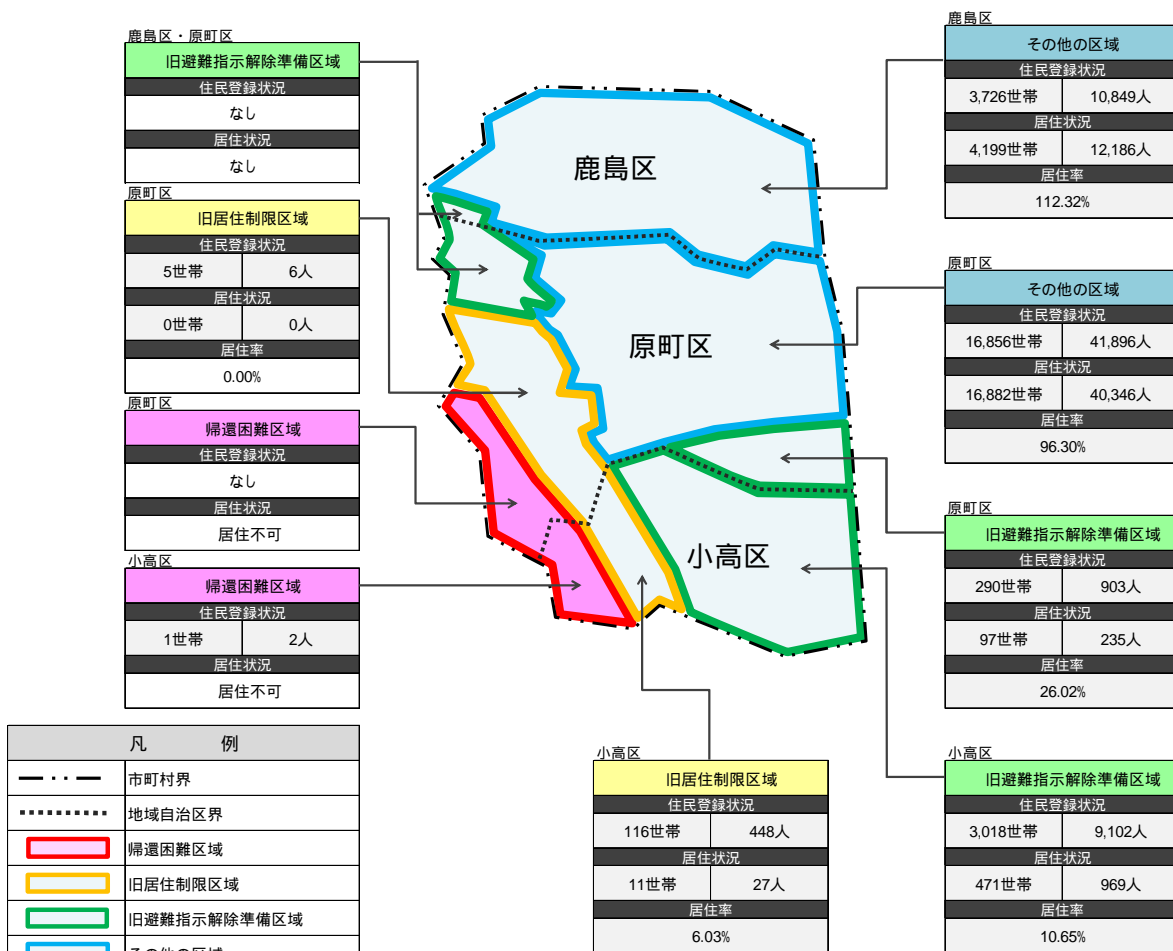 鹿島区・原町区
旧避難指示解除準備区域
住民登録状況
なし
居住状況
なし
原町区
旧居住制限区域
住民登録状況
5世帯 6人
居住状況
0世帯 0人
居住率
0.00%
原町区
帰還困難区域
住民登録状況
なし
居住状況
居住不可
小高区
帰還困難区域
住民登録状況
1世帯 2人
居住状況
居住不可
凡 例
市町村界
地域自治区界
帰還困難区域
旧居住制限区域
旧避難指示解除準備区域
その他の区域
鹿島区
原町区
小高区
小高区
旧居住制限区域
住民登録状況
116世帯 448人
居住状況
11世帯 27人
居住率
6.03%
鹿島区
その他の区域
住民登録状況
3,726世帯 10,849人
居住状況
4,199世帯 12,186人
居住率
112.32%
原町区
その他の区域
住民登録状況
16,856世帯 41,896人
居住状況
16,882世帯 40,346人
居住率
96.30%
原町区
旧避難指示解除準備区域
住民登録状況
290世帯 903人
居住状況
97世帯 235人
居住率
26.02%
小高区
旧避難指示解除準備区域
住民登録状況
3,018世帯 9,102人
居住状況
471世帯 969人
居住率
10.65%